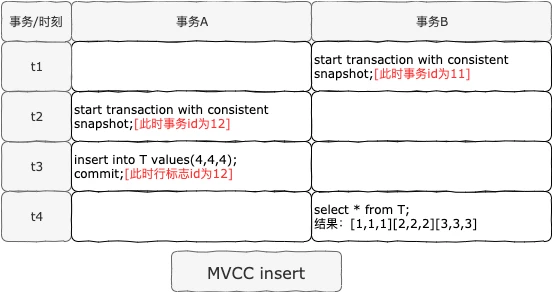 事务/时刻
事务A
事务B
t1
start transaction with consistent
snapshot;[此时事务id为11]
t2
start transaction with consistent
snapshot;[此时事务id为12]
t3
insert into T values(4,4,4);
commit;[此时行标志id为12]
t4
select * from T;
结果：[1,1,1][2,2,2][3,3,3]
MVCC insert